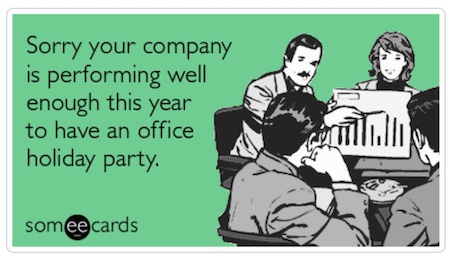 Sorry your company
is performing well
enough this year
to have an office
holiday party.
someecards